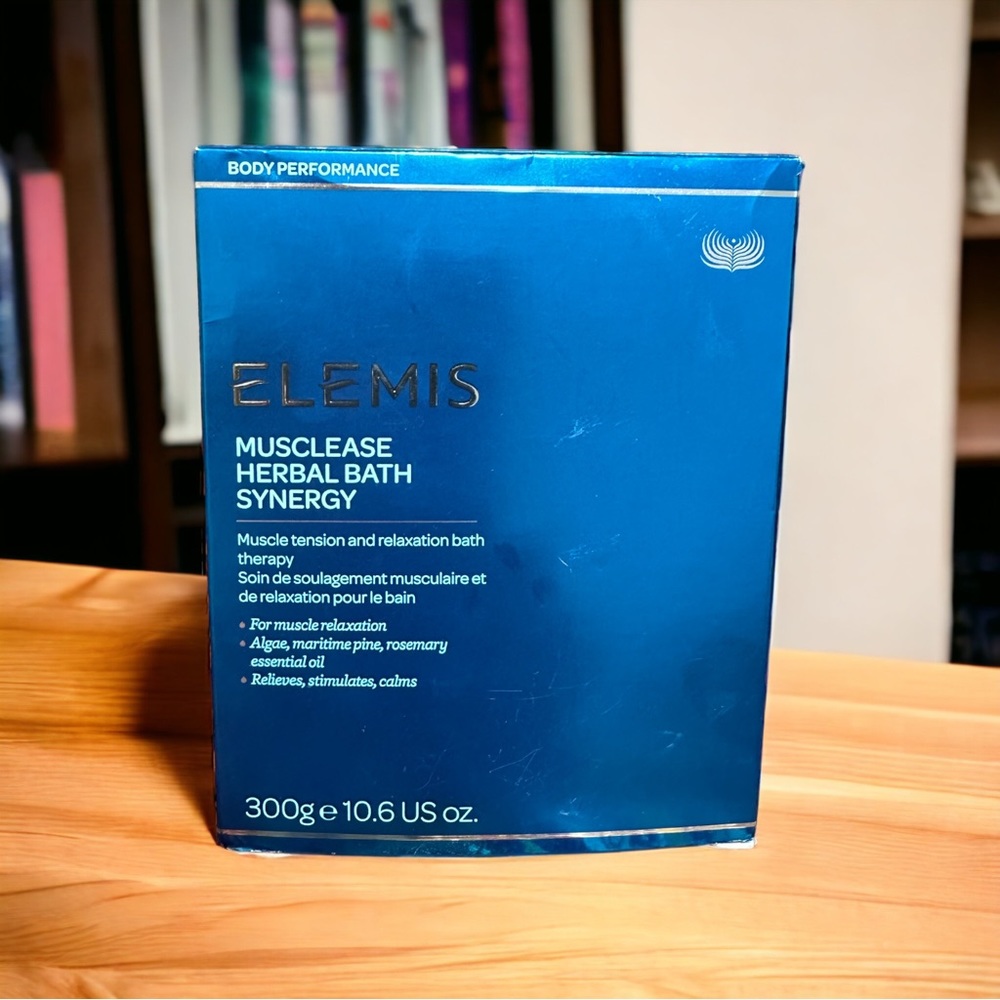 BODY PERFORMANCE
ELEMIS
MUSCLEASE
HERBAL BATH
SYNERGY
Muscle tension and relaxation bath
therapy
Soin de soulagement musculaire et
de relaxation pour le bain
• For muscle relaxation
• Algae, maritime pine, rosemary
essential oil
• Relieves, stimulates, calms
300g ℮ 10.6 US oz.